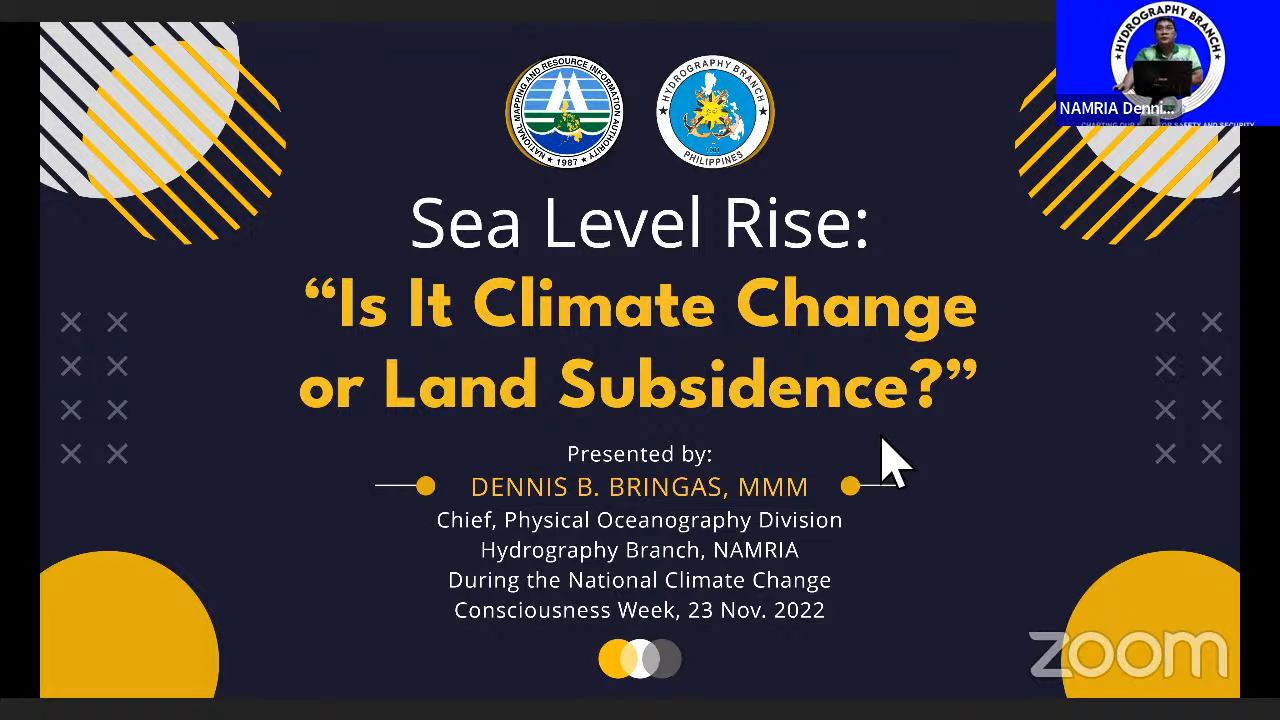 NATIONAL MAPPING AND RESOURCE INFORMATION AUTHORITY
★ 1987 ★
HYDROGRAPHY BRANCH
PHILIPPINES
HYDROGRAPHY BRANCH
NAMRIA Denni...
Sea Level Rise:
“Is It Climate Change
or Land Subsidence?”
Presented by:
DENNIS B. BRINGAS, MMM
Chief, Physical Oceanography Division
Hydrography Branch, NAMRIA
During the National Climate Change
Consciousness Week, 23 Nov. 2022
zoom